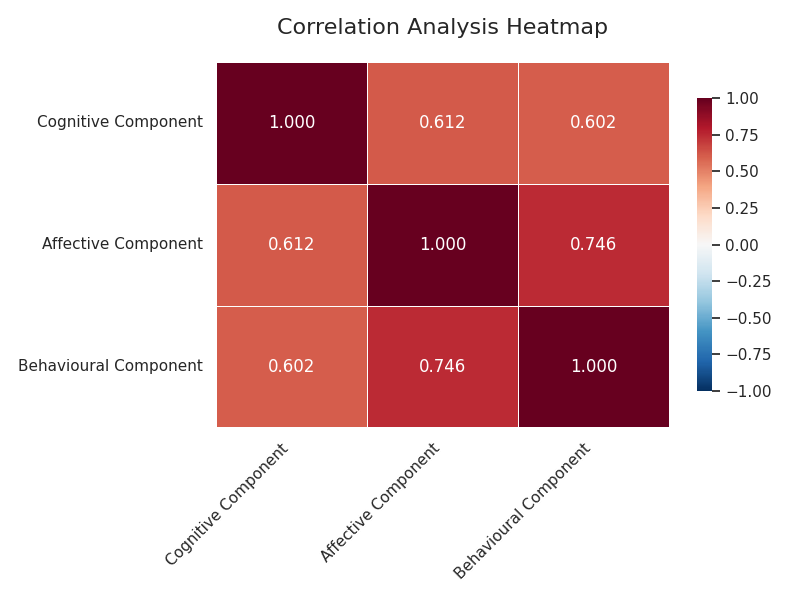 Correlation Analysis Heatmap
Cognitive Component 1.000 0.612 0.602
Affective Component 0.612 1.000 0.746
Behavioural Component 0.602 0.746 1.000
Cognitive Component
Affective Component
Behavioural Component
1.00
0.75
0.50
0.25
0.00
−0.25
−0.50
−0.75
−1.00